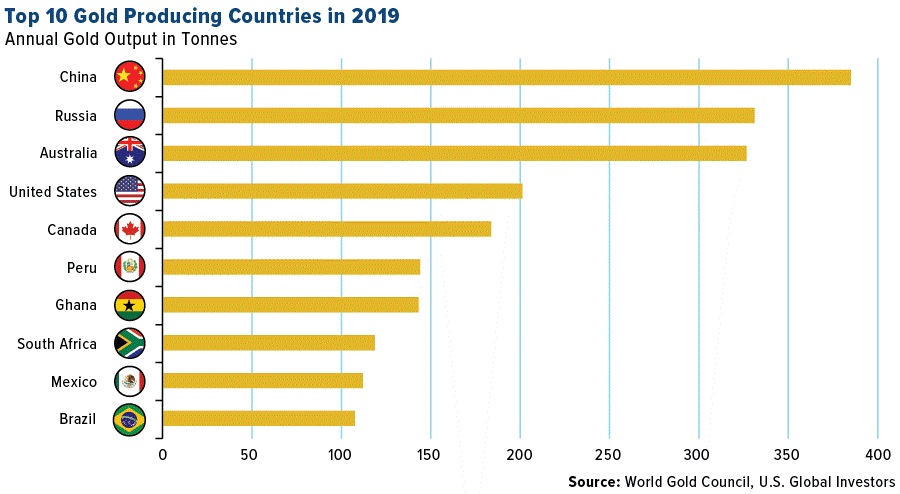 Top 10 Gold Producing Countries in 2019
Annual Gold Output in Tonnes
China
Russia
Australia
United States
Canada
Peru
Ghana
South Africa
Mexico
Brazil
0 50 100 150 200 250 300 350 400
Source: World Gold Council, U.S. Global Investors